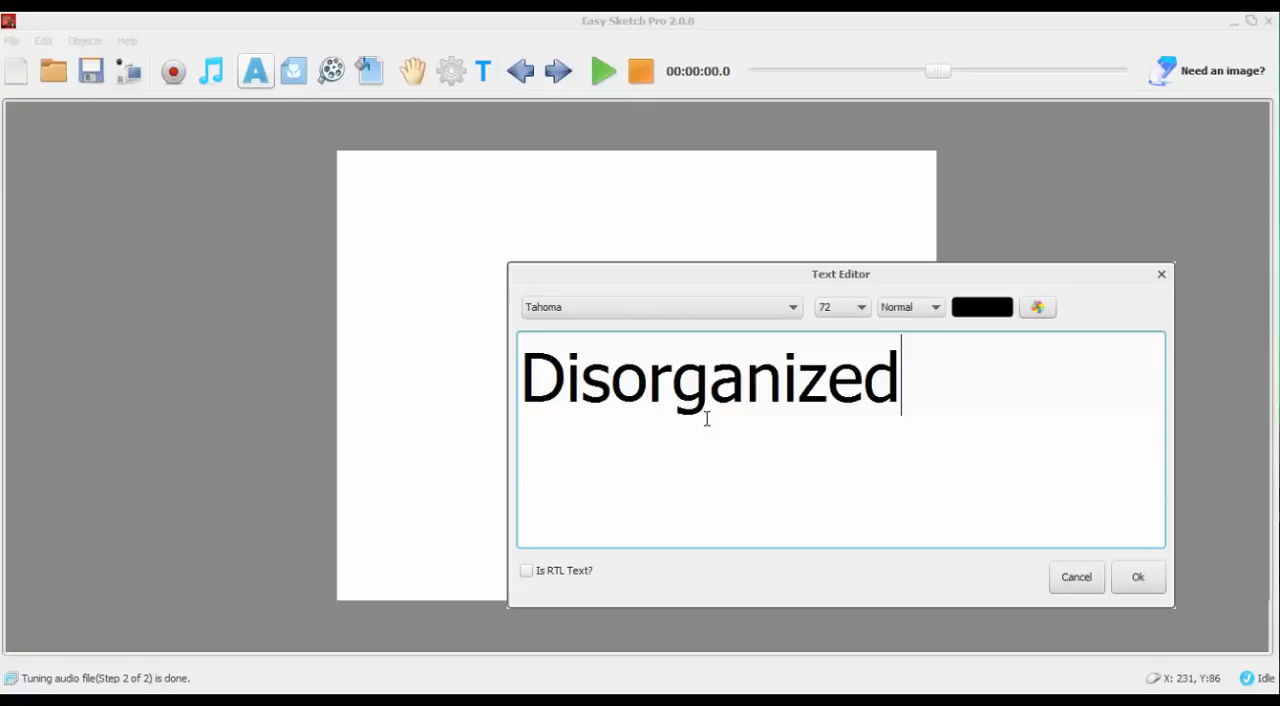 Easy Sketch Pro 2.0.0
File Edit Objects Help
A T 00:00:00.0 Need an image?
Text Editor
Tahoma 72 Normal
Disorganized
Is RTL Text? Cancel Ok
Tuning audio file(Step 2 of 2) is done. X: 231, Y:86 Idle